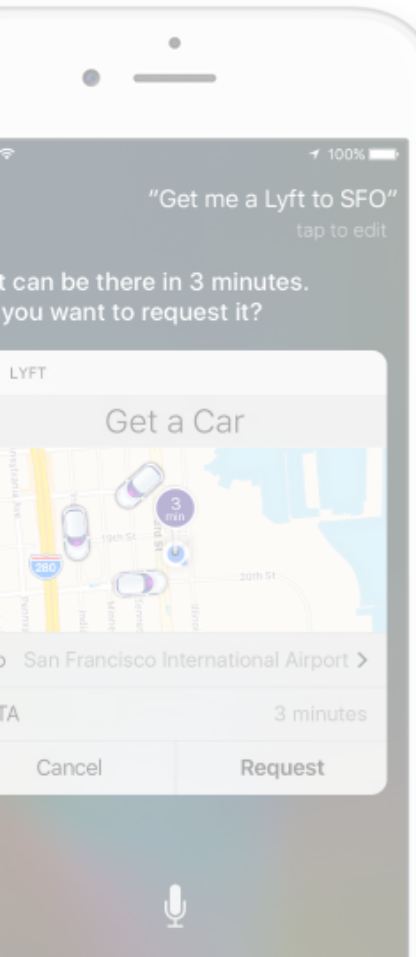 100%
“Get me a Lyft to SFO”
tap to edit
t can be there in 3 minutes.
you want to request it?
LYFT
Get a Car
3
min
19th St
280
20th St
San Francisco International Airport >
TA 3 minutes
Cancel Request